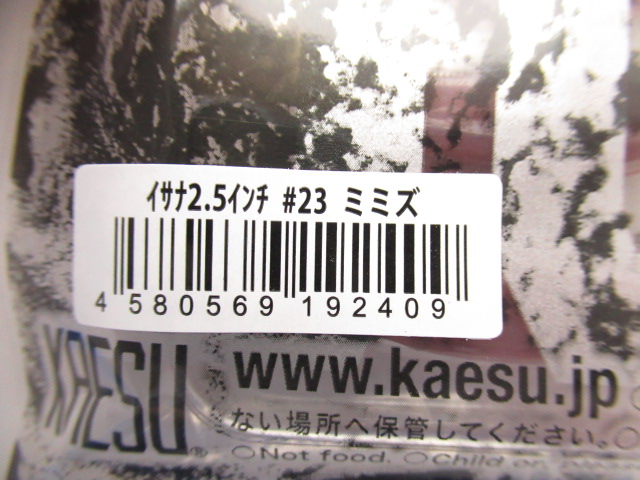 ｲｻﾅ2.5ｲﾝﾁ #23 ミミズ
4 580569 192409
KAESU®
www.kaesu.jp
ない場所へ保管してください。
○Not food. ○Child